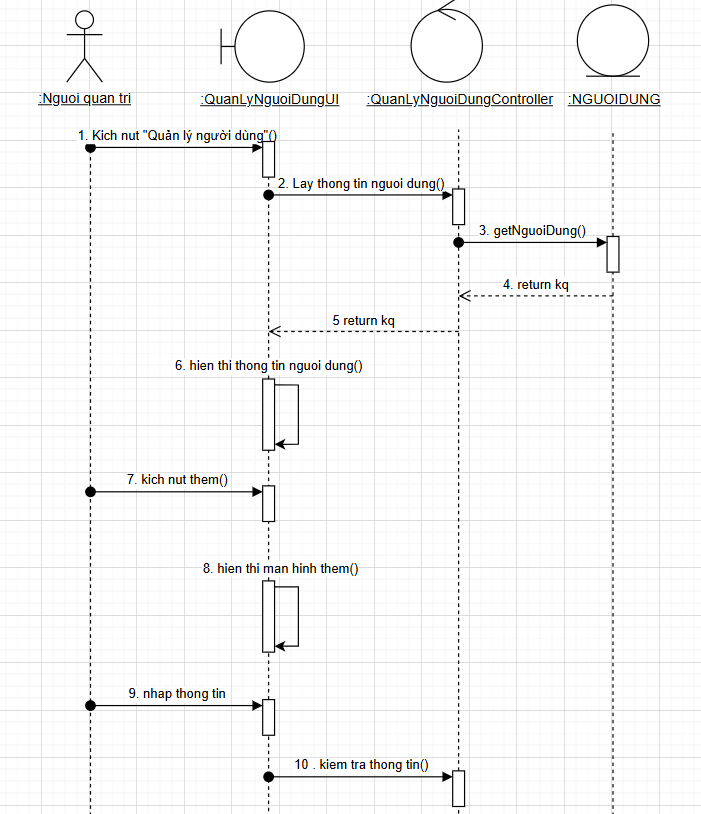 :Nguoi quan tri
:QuanLyNguoiDungUI
:QuanLyNguoiDungController
:NGUOIDUNG
1. Kich nut "Quản lý người dùng"()
2. Lay thong tin nguoi dung()
3. getNguoiDung()
4. return kq
5 return kq
6. hien thi thong tin nguoi dung()
7. kich nut them()
8. hien thi man hinh them()
9. nhap thong tin
10 . kiem tra thong tin()